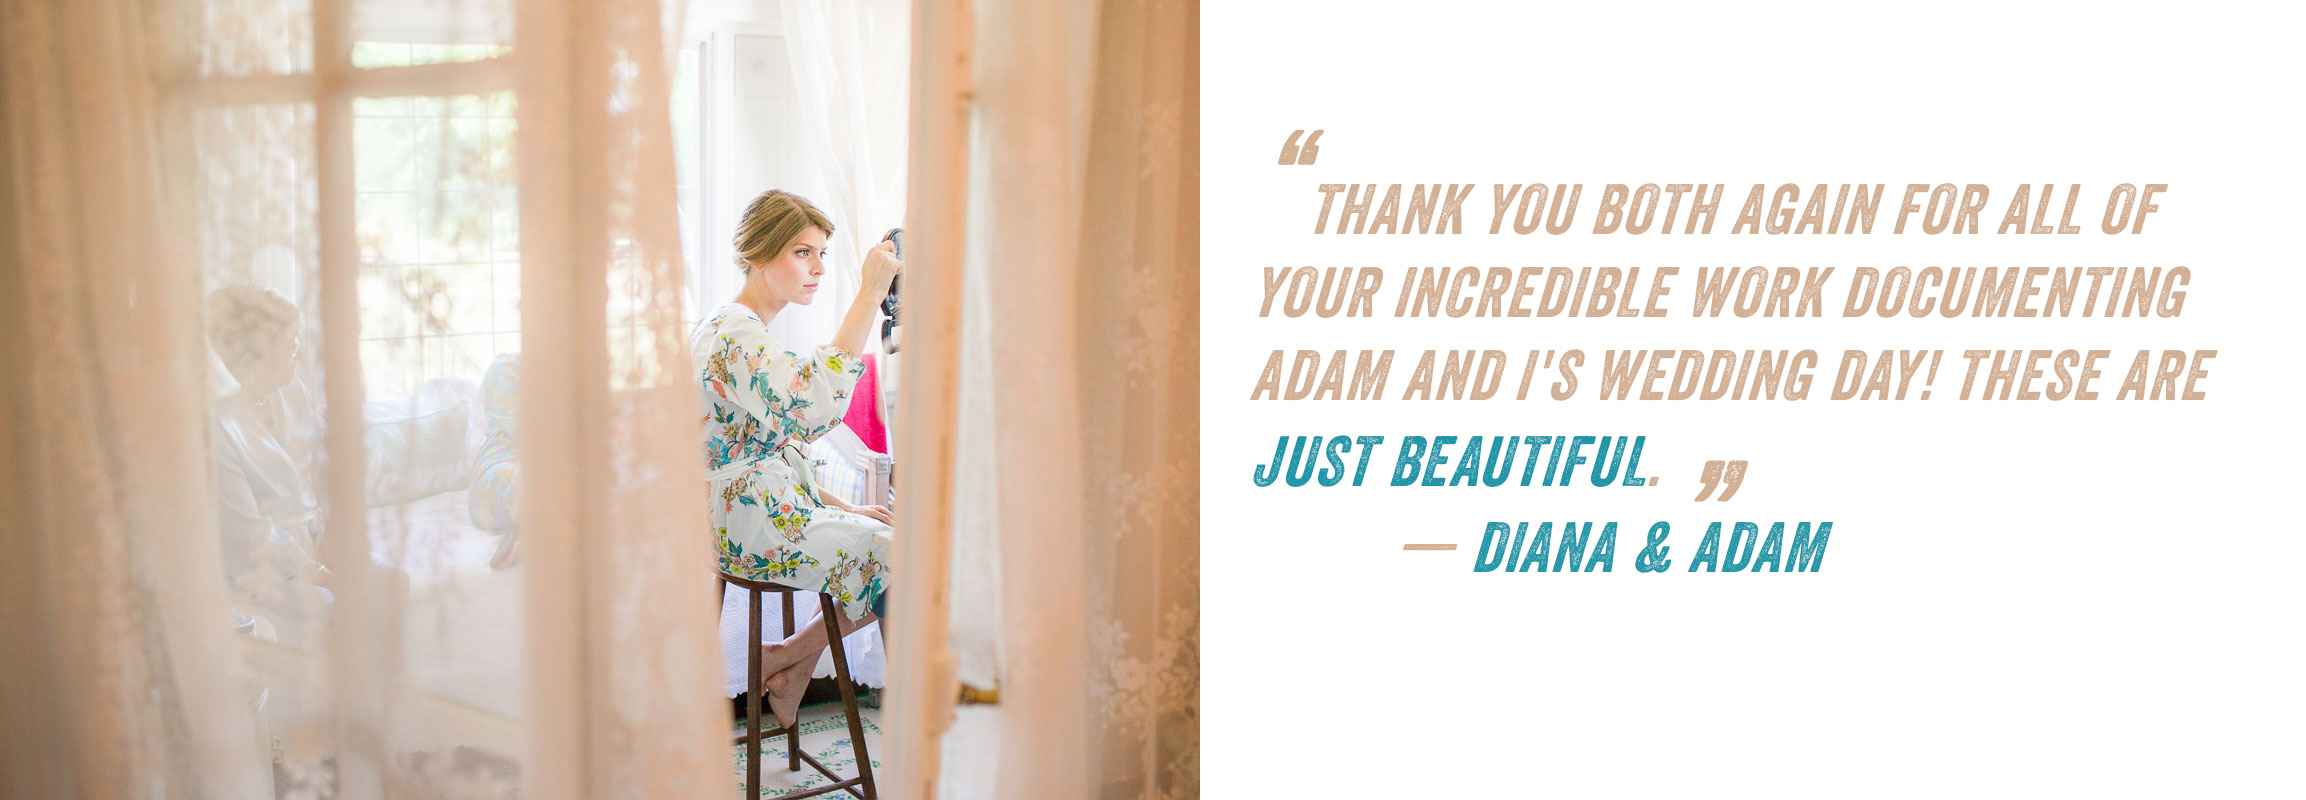 “THANK YOU BOTH AGAIN FOR ALL OF
YOUR INCREDIBLE WORK DOCUMENTING
ADAM AND I'S WEDDING DAY! THESE ARE
JUST BEAUTIFUL. ”
— DIANA & ADAM